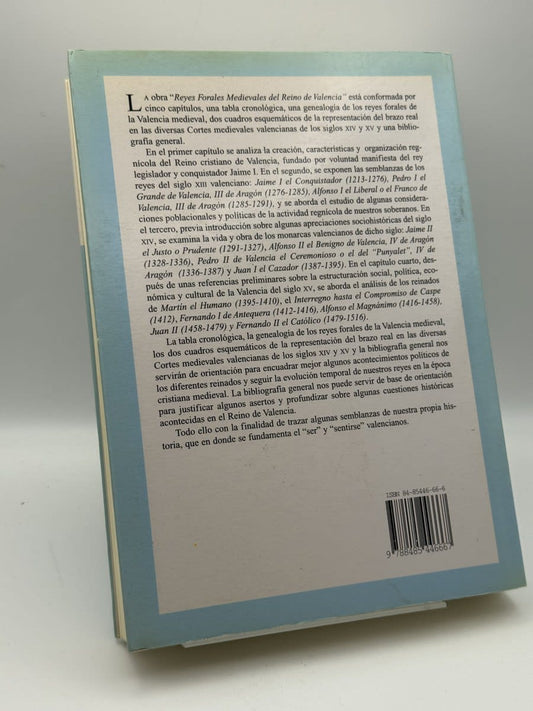 LA obra "Reyes Forales Medievales del Reino de Valencia" está conformada por
cinco capítulos, una tabla cronológica, una genealogía de los reyes forales de
la Valencia medieval, dos cuadros esquemáticos de la representación del brazo real
en las diversas Cortes medievales valencianas de los siglos XIV y XV y una biblio-
grafía general.
En el primer capítulo se analiza la creación, características y organización reg-
nícola del Reino cristiano de Valencia, fundado por voluntad manifiesta del rey
legislador y conquistador Jaime I. En el segundo, se exponen las semblanzas de los
reyes del siglo XIII valenciano: Jaime I el Conquistador (1213-1276), Pedro I el
Grande de Valencia, III de Aragón (1276-1285), Alfonso I el Liberal o el Franco de
Valencia, III de Aragón (1285-1291), y se aborda el estudio de algunas considera-
ciones poblacionales y políticas de la actividad regnícola de nuestros soberanos. En
el tercero, previa introducción sobre algunas apreciaciones sociohistóricas del siglo
XIV, se examina la vida y obra de los monarcas valencianos de dicho siglo: Jaime II
el Justo o Prudente (1291-1327), Alfonso II el Benigno de Valencia, IV de Aragón
(1328-1336), Pedro II de Valencia el Ceremonioso o el del "Punyalet", IV de
Aragón (1336-1387) y Juan I el Cazador (1387-1395). En el capítulo cuarto, des-
pués de unas referencias preliminares sobre la estructuración social, política, eco-
nómica y cultural de la Valencia del siglo XV, se aborda el análisis de los reinados
de Martín el Humano (1395-1410), el Interregno hasta el Compromiso de Caspe
(1412), Fernando I de Antequera (1412-1416), Alfonso el Magnánimo (1416-1458),
Juan II (1458-1479) y Fernando II el Católico (1479-1516).
La tabla cronológica, la genealogía de los reyes forales de la Valencia medieval,
los dos cuadros esquemáticos de la representación del brazo real en las diversas
Cortes medievales valencianas de los siglos XIV y XV y la bibliografía general nos
servirán de orientación para encuadrar mejor algunos acontecimientos políticos de
los diferentes reinados y seguir la evolución temporal de nuestros reyes en la época
cristiana medieval. La bibliografía general nos puede servir de base de orientación
para justificar algunos asertos y profundizar sobre algunas cuestiones históricas
acontecidas en el Reino de Valencia.
Todo ello con la finalidad de trazar algunas semblanzas de nuestra propia his-
toria, que en donde se fundamenta el "ser" y "sentirse" valencianos.
ISBN 84-85446-66-6
9 788485 446667